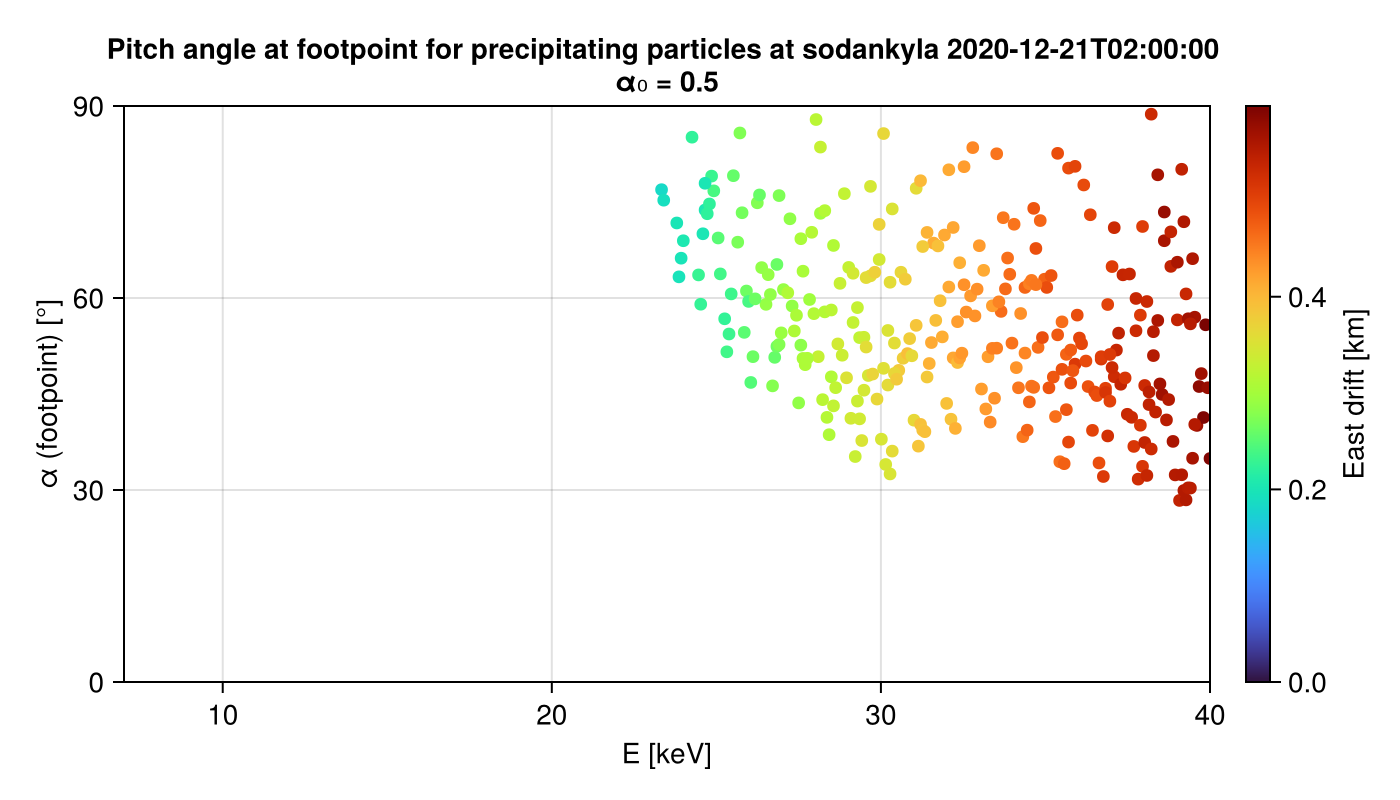 Pitch angle at footpoint for precipitating particles at sodankyla 2020-12-21T02:00:00
α₀ = 0.5
90
60
30
0
α (footpoint) [°]
10
20
30
40
E [keV]
0.4
0.2
0.0
East drift [km]